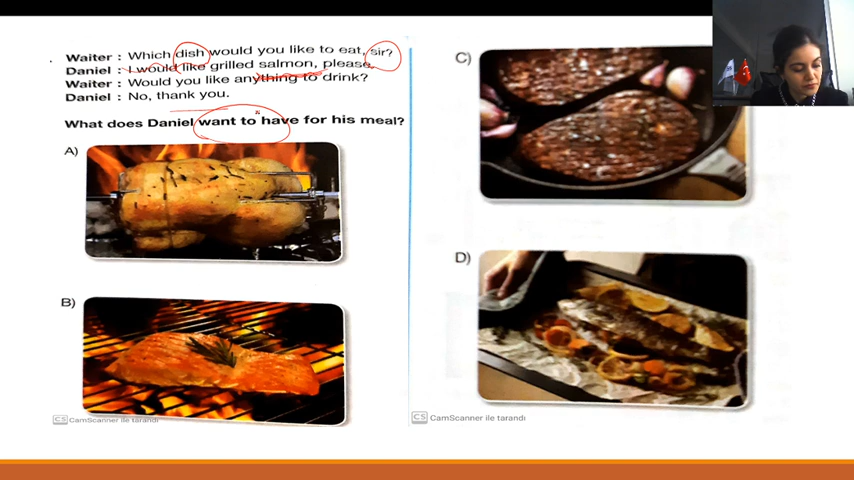 Waiter : Which dish would you like to eat, sir?
Daniel : I would like grilled salmon, please.
Waiter : Would you like anything to drink?
Daniel : No, thank you.
What does Daniel want to have for his meal?
A)
B)
CS CamScanner ile tarandı
C)
D)
CS CamScanner ile tarandı